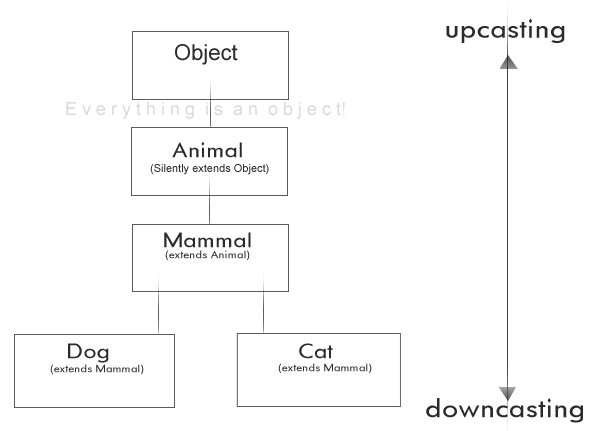 Object
upcasting
Everything is an object!
Animal
(Silently extends Object)
Mammal
(extends Animal)
Dog
(extends Mammal)
Cat
(extends Mammal)
downcasting